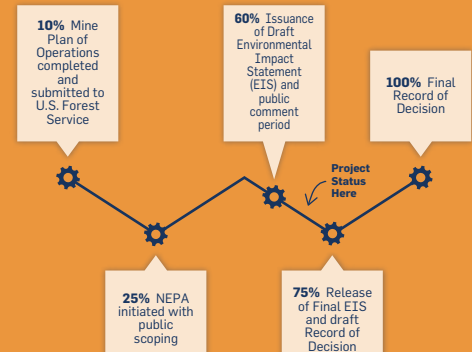 10% Mine
Plan of
Operations
completed
and
submitted to
U.S. Forest
Service
60% Issuance
of Draft
Environmental
Impact
Statement
(EIS) and
public
comment
period
100% Final
Record of
Decision
Project
Status
Here
25% NEPA
initiated with
public
scoping
75% Release
of Final EIS
and draft
Record of
Decision